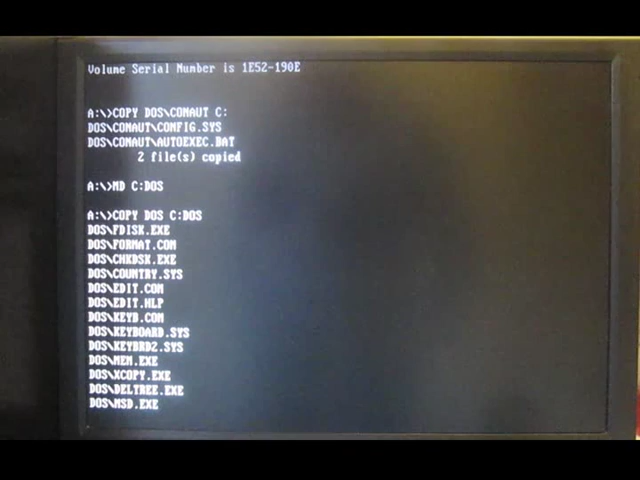 Volume Serial Number is 1E52-190E
A:\>COPY DOS\CONAUT C:
DOS\CONAUT\CONFIG.SYS
DOS\CONAUT\AUTOEXEC.BAT
2 file(s) copied
A:\>MD C:DOS
A:\>COPY DOS C:DOS
DOS\FDISK.EXE
DOS\FORMAT.COM
DOS\CHKDSK.EXE
DOS\COUNTRY.SYS
DOS\EDIT.COM
DOS\EDIT.HLP
DOS\KEYB.COM
DOS\KEYBOARD.SYS
DOS\KEYBRD2.SYS
DOS\MEM.EXE
DOS\XCOPY.EXE
DOS\DELTREE.EXE
DOS\MSD.EXE